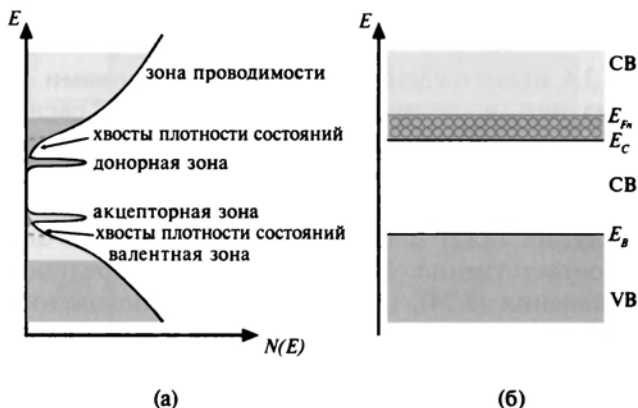 E
зона проводимости
хвосты плотности состояний
донорная зона
акцепторная зона
хвосты плотности состояний
валентная зона
N(E)
(а)
E
CB
E_Fn
E_C
CB
E_B
VB
(б)